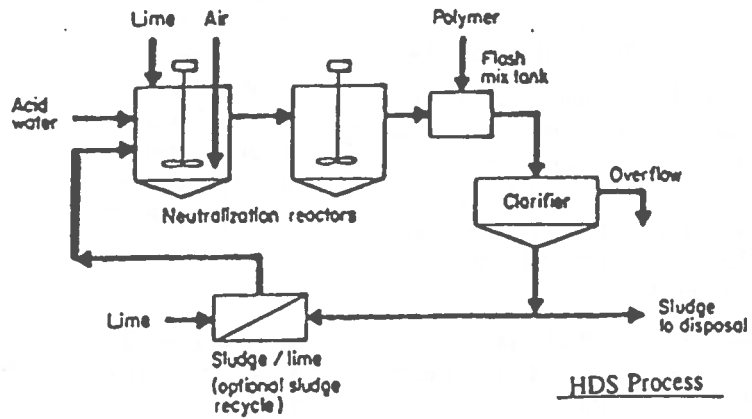 Lime Air
Polymer
Flash
mix tank
Acid
water
Neutralization reactors
Clarifier
Overflow
Lime
Sludge / lime
(optional sludge
recycle)
Sludge
to disposal
HDS Process